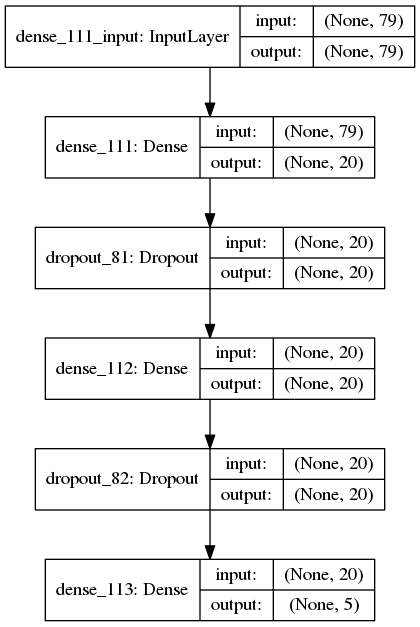 dense_111_input: InputLayer
input: (None, 79)
output: (None, 79)
dense_111: Dense
input: (None, 79)
output: (None, 20)
dropout_81: Dropout
input: (None, 20)
output: (None, 20)
dense_112: Dense
input: (None, 20)
output: (None, 20)
dropout_82: Dropout
input: (None, 20)
output: (None, 20)
dense_113: Dense
input: (None, 20)
output: (None, 5)